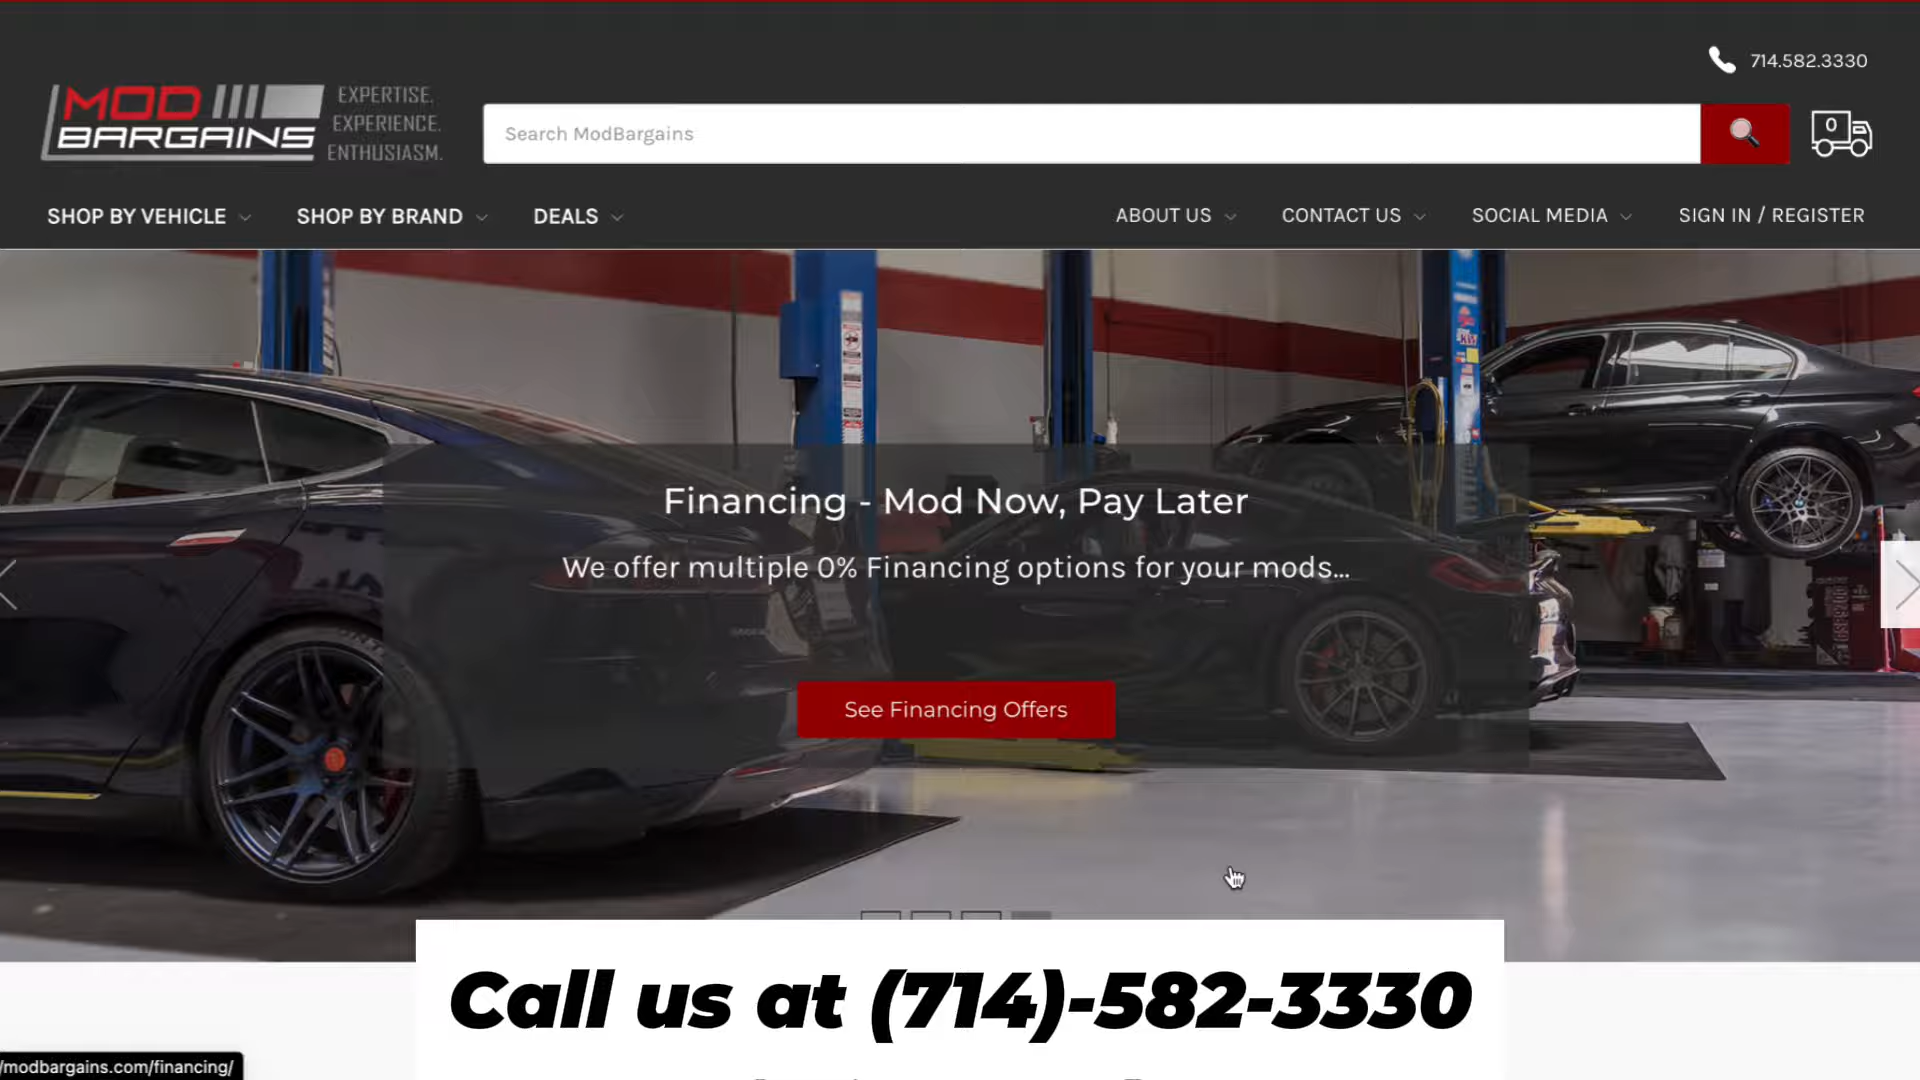 714.582.3330
MOD
BARGAINS
EXPERTISE.
EXPERIENCE.
ENTHUSIASM.
Search ModBargains
0
SHOP BY VEHICLE
SHOP BY BRAND
DEALS
ABOUT US
CONTACT US
SOCIAL MEDIA
SIGN IN / REGISTER
Financing - Mod Now, Pay Later
We offer multiple 0% Financing options for your mods...
See Financing Offers
Call us at (714)-582-3330
/modbargains.com/financing/